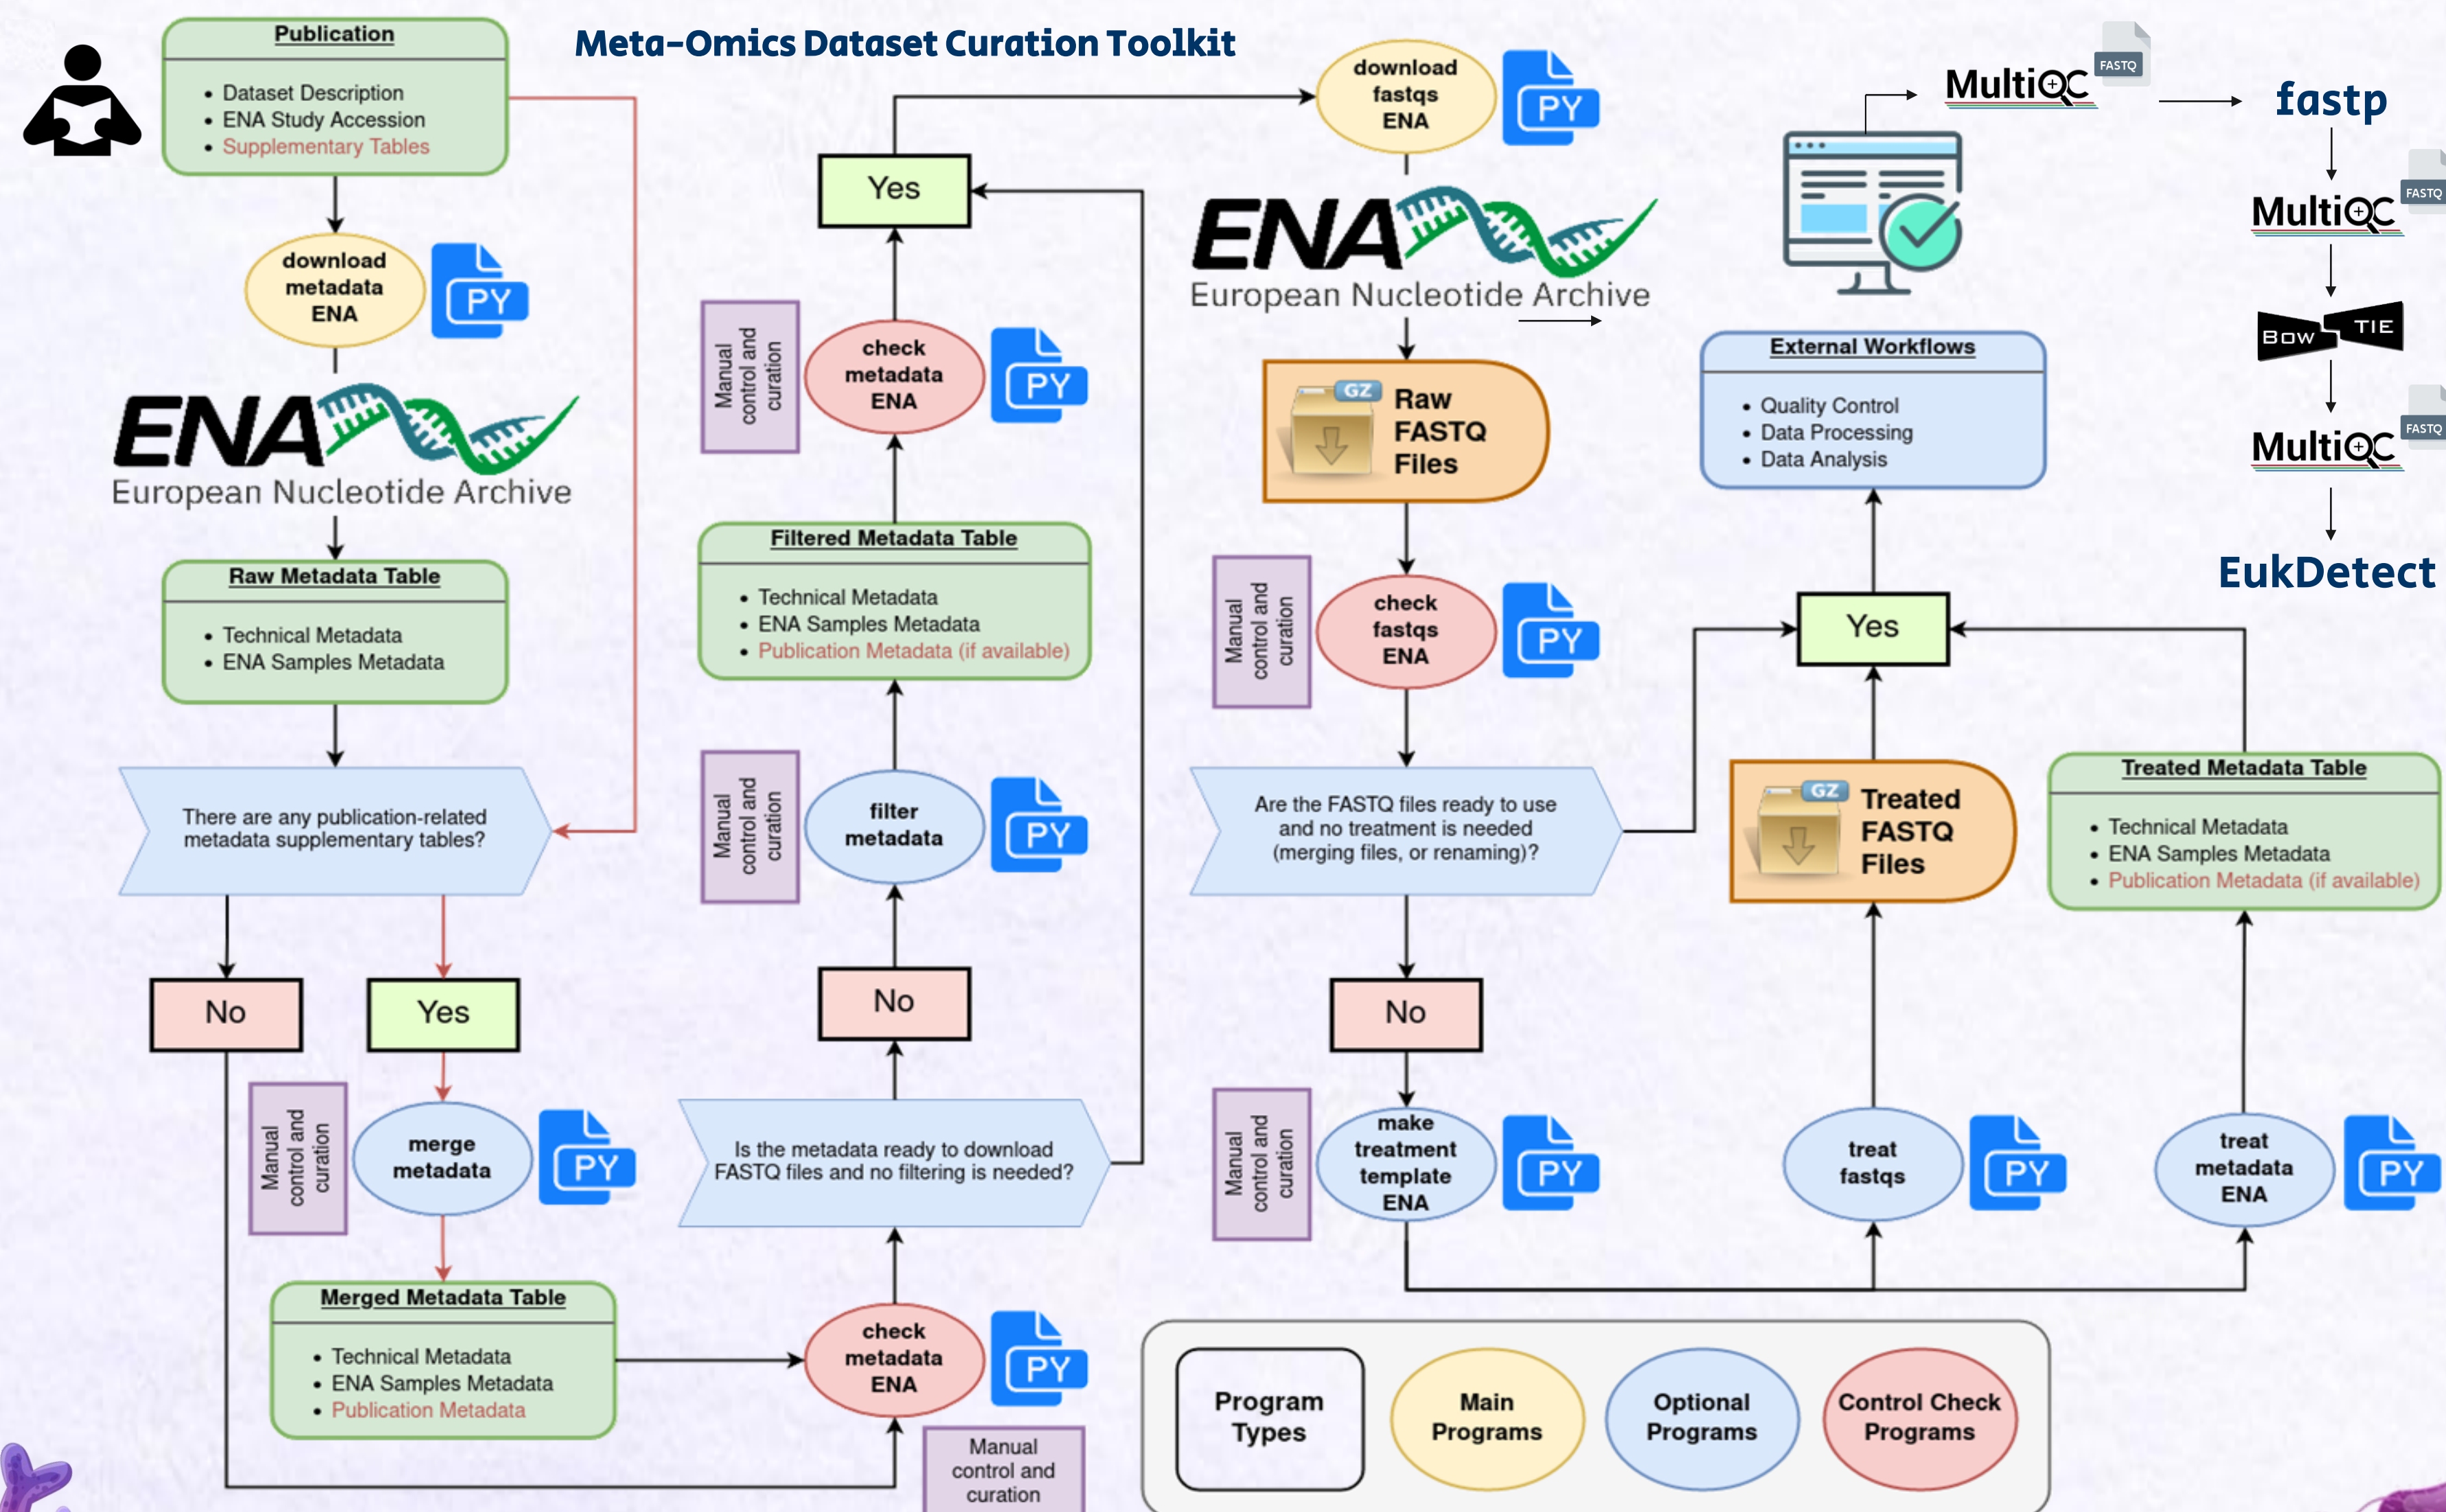 Meta-Omics Dataset Curation Toolkit
Publication
Dataset Description
ENA Study Accession
Supplementary Tables
download
metadata
ENA
PY
ENA
European Nucleotide Archive
Raw Metadata Table
Technical Metadata
ENA Samples Metadata
There are any publication-related
metadata supplementary tables?
No
Yes
Manual
control and
curation
merge
metadata
PY
Merged Metadata Table
Technical Metadata
ENA Samples Metadata
Publication Metadata
check
metadata
ENA
PY
Manual
control and
curation
Is the metadata ready to download
FASTQ files and no filtering is needed?
No
Manual
control and
curation
filter
metadata
PY
Filtered Metadata Table
Technical Metadata
ENA Samples Metadata
Publication Metadata (if available)
Manual
control and
curation
check
metadata
ENA
PY
Yes
download
fastqs
ENA
PY
ENA
European Nucleotide Archive
GZ
Raw
FASTQ
Files
Manual
control and
curation
check
fastqs
ENA
PY
Are the FASTQ files ready to use
and no treatment is needed
(merging files, or renaming)?
No
Manual
control and
curation
make
treatment
template
ENA
PY
treat
fastqs
PY
treat
metadata
ENA
PY
GZ
Treated
FASTQ
Files
Treated Metadata Table
Technical Metadata
ENA Samples Metadata
Publication Metadata (if available)
Yes
External Workflows
Quality Control
Data Processing
Data Analysis
MultiQC
FASTQ
fastp
MultiQC
FASTQ
BOW TIE
MultiQC
FASTQ
EukDetect
Program
Types
Main
Programs
Optional
Programs
Control Check
Programs